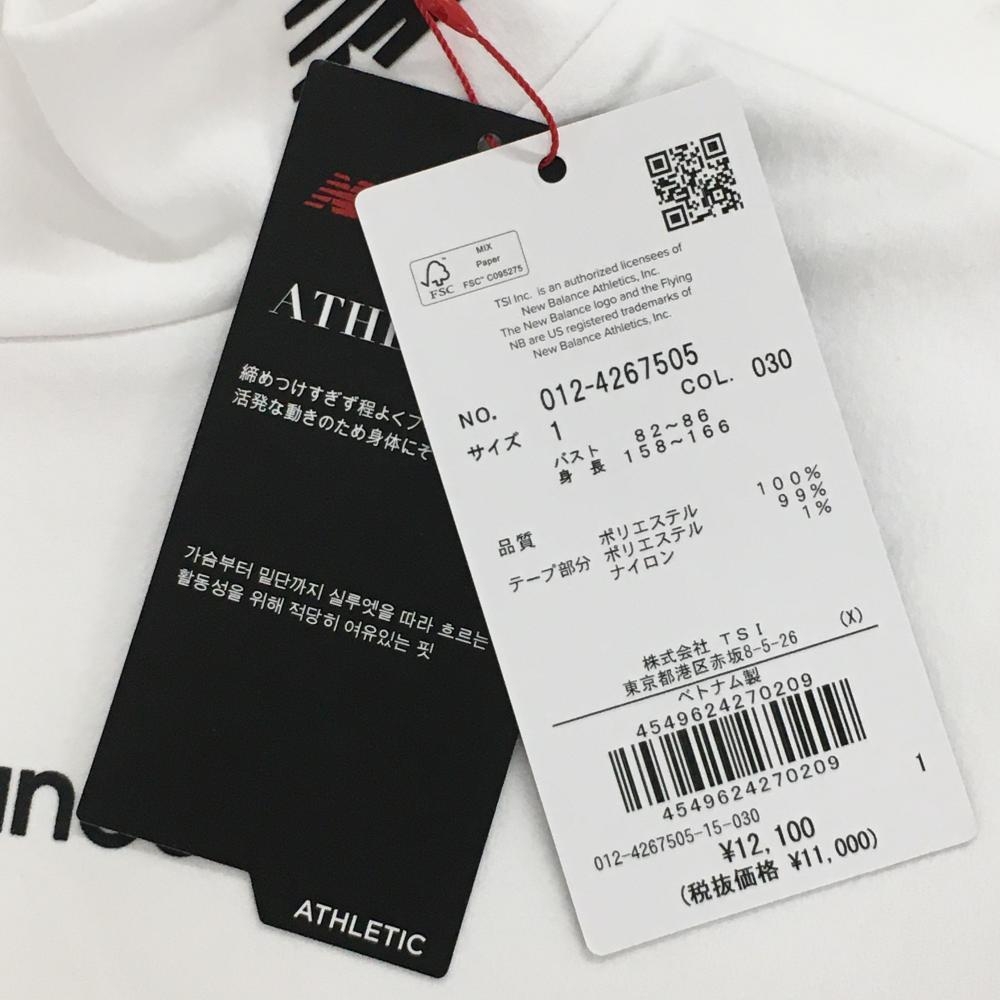 ATHL
締めつけすぎず程よくフ
活発な動きのため身体にそ
가슴부터 밑단까지 실루엣을 따라 흐르는
활동성을 위해 적당히 여유있는 핏
ATHLETIC
MIX
Paper
FSC
FSC™ C095275
TSI Inc. is an authorized licensees of
New Balance Athletics, Inc.
The New Balance logo and the Flying
NB are US registered trademarks of
New Balance Athletics, Inc.
NO. 012-4267505
COL. 030
サイズ 1
バスト 82~86
身 長 158~166
品質 ポリエステル 100%
テープ部分 ポリエステル 99%
ナイロン 1%
(X)
株式会社 TSI
東京都港区赤坂8-5-26
ベトナム製
4549624270209
4549624270209
1
012-4267505-15-030
¥12,100
(税抜価格 ¥11,000)